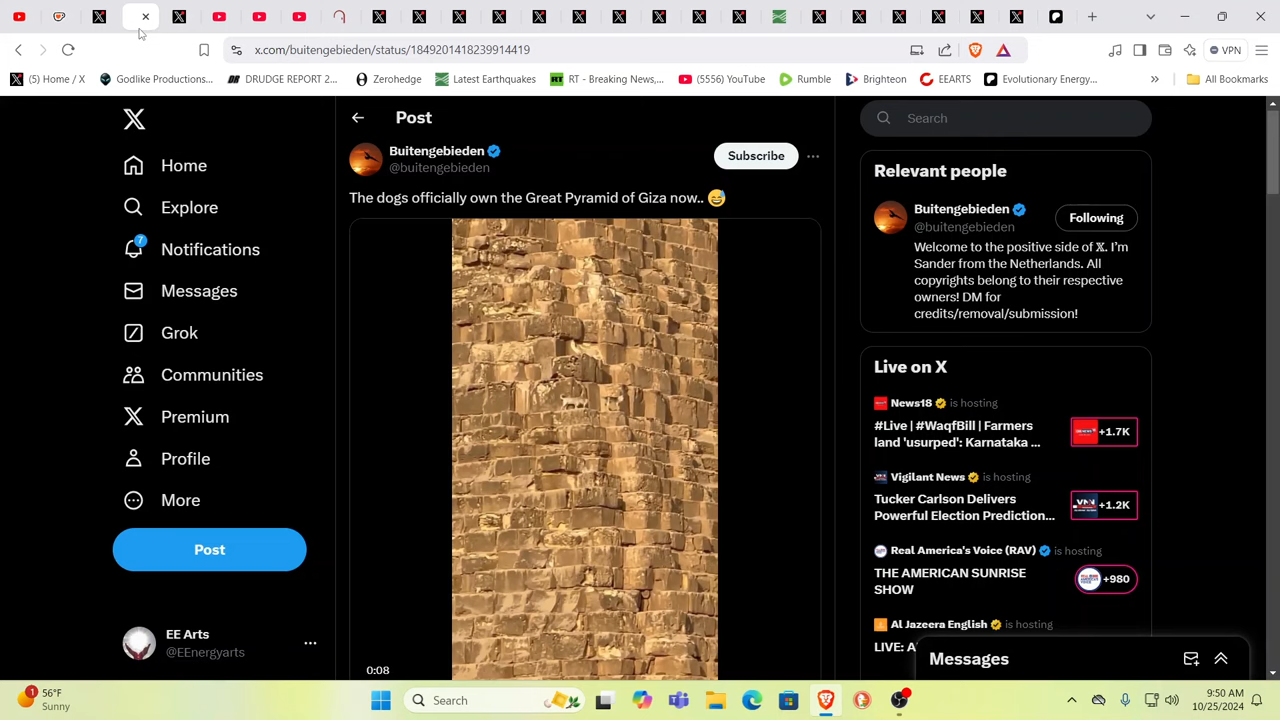 x.com/buitengebieden/status/1849201418239914419
VPN
(5) Home / X
Godlike Productions...
DRUDGE REPORT 2...
Zerohedge
Latest Earthquakes
RT - Breaking News,...
(5556) YouTube
Rumble
Brighteon
EEARTS
Evolutionary Energy...
»
All Bookmarks
Home
Explore
7
Notifications
Messages
Grok
Communities
Premium
Profile
More
Post
EE Arts
@EEnergyarts
Post
Buitengebieden
@buitengebieden
Subscribe
The dogs officially own the Great Pyramid of Giza now.. 😅
0:08
Search
Relevant people
Buitengebieden
@buitengebieden
Following
Welcome to the positive side of 𝕏. I'm
Sander from the Netherlands. All
copyrights belong to their respective
owners! DM for
credits/removal/submission!
Live on X
News18 is hosting
#Live | #WaqfBill | Farmers
land 'usurped': Karnataka ...
+1.7K
Vigilant News is hosting
Tucker Carlson Delivers
Powerful Election Prediction...
+1.2K
Real America's Voice (RAV) is hosting
THE AMERICAN SUNRISE
SHOW
+980
Al Jazeera English is hosting
LIVE: A
Messages
1
56°F
Sunny
Search
9:50 AM
10/25/2024